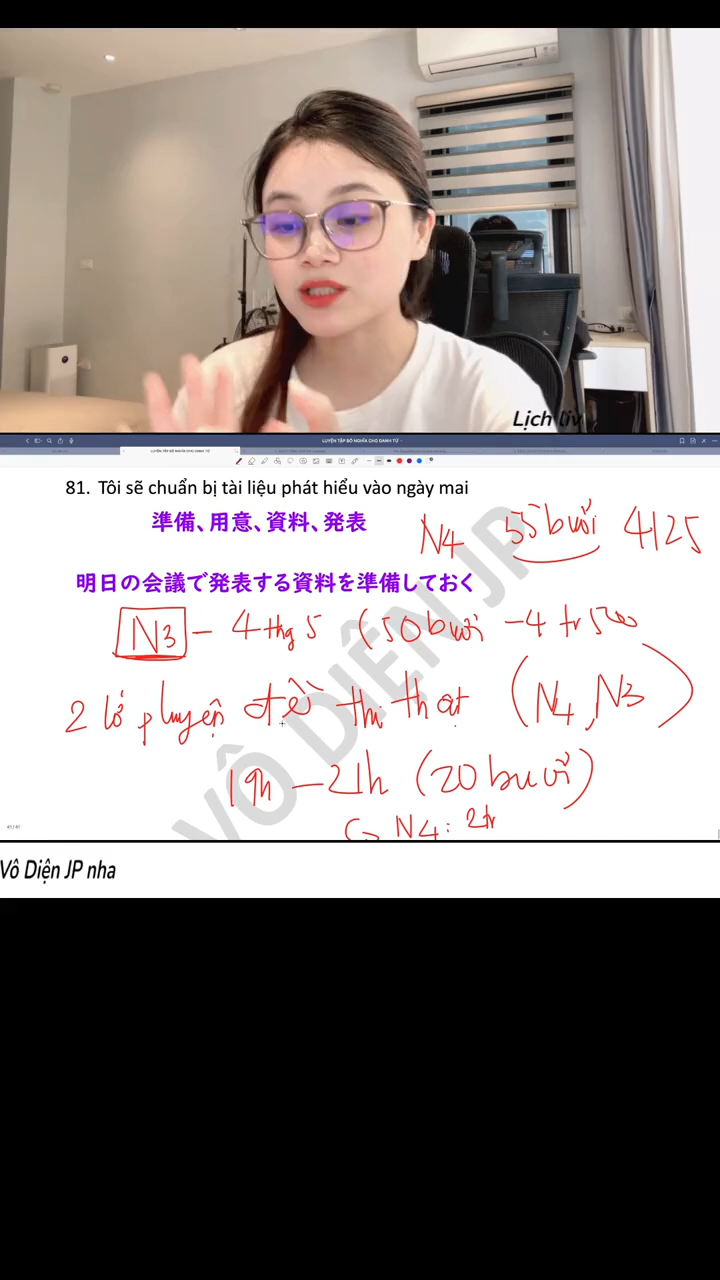 Lịch liv
LUYỆN TẬP BỔ NGHĨA CHO DANH TỪ
81. Tôi sẽ chuẩn bị tài liệu phát hiểu vào ngày mai
準備、用意、資料、発表
N4 55 buổi 4125
明日の会議で発表する資料を準備しておく
N3 – 4 thg 5 (50 buổi – 4 tr 500
2 lớp luyện đề thi thật (N4, N3)
19h – 21h (20 buổi)
N4: 2tr
VÔ DIỆN JP
41 / 41
Vô Diện JP nha